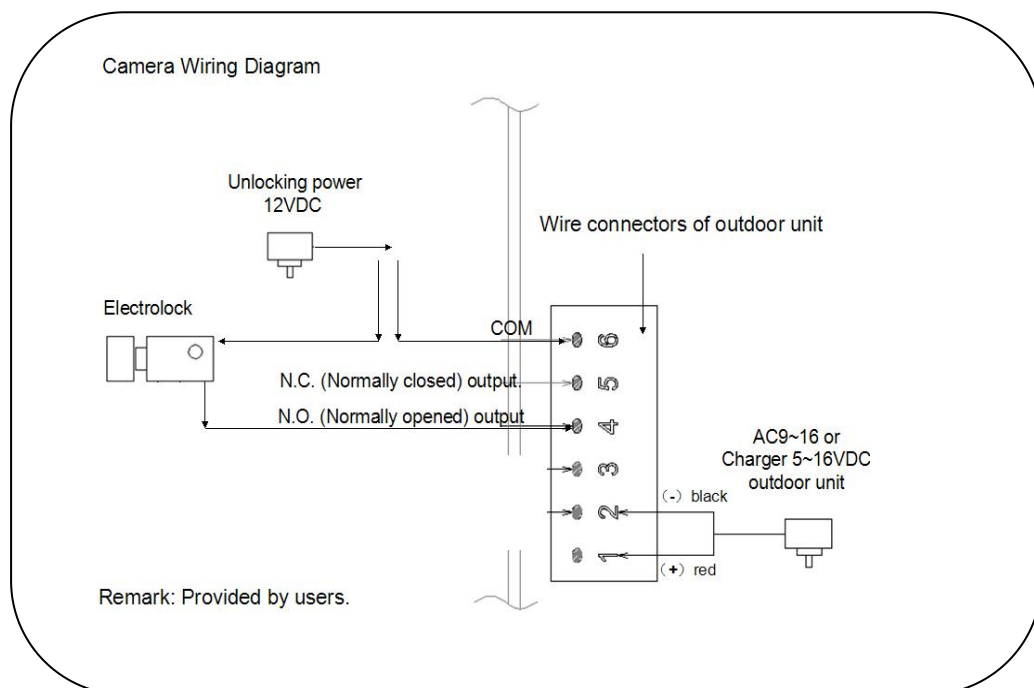 Camera Wiring Diagram
Unlocking power
12VDC
Wire connectors of outdoor unit
Electrolock
COM
6
N.C. (Normally closed) output.
5
N.O. (Normally opened) output
4
3
2
1
AC9~16 or
Charger 5~16VDC
outdoor unit
(-) black
(+) red
Remark: Provided by users.